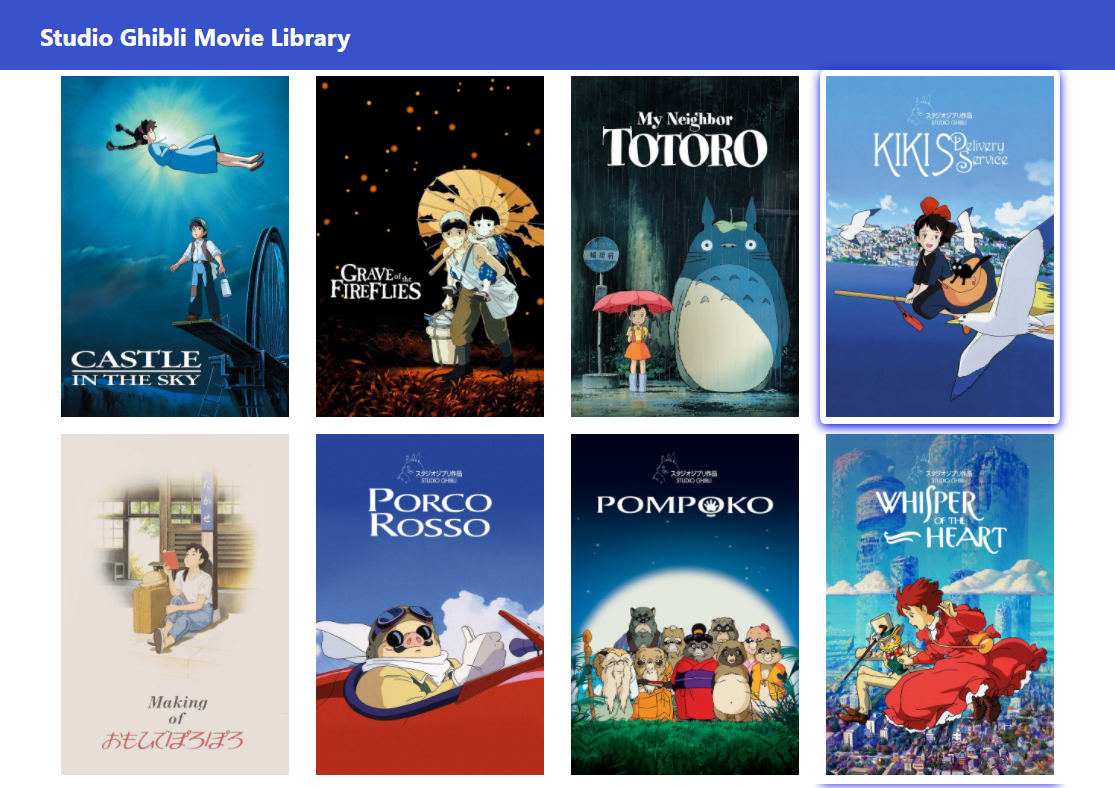 Studio Ghibli Movie Library
CASTLE
IN THE SKY
GRAVE of the
FIREFLIES
My Neighbor
TOTORO
スタジオジブリ作品
STUDIO GHIBLI
KIKI'S Delivery
Service
Making
of
おもひでぽろぽろ
スタジオジブリ作品
STUDIO GHIBLI
PORCO
ROSSO
スタジオジブリ作品
STUDIO GHIBLI
POMPOKO
スタジオジブリ作品
STUDIO GHIBLI
WHISPER
OF THE
HEART